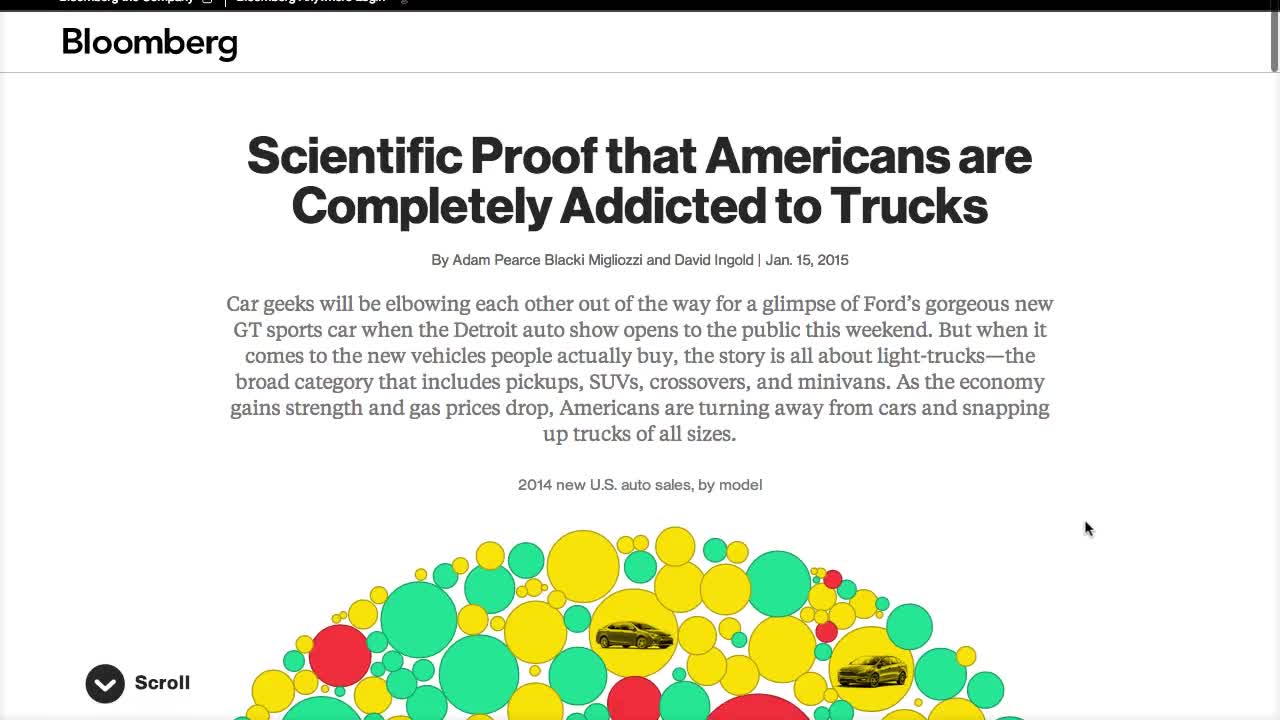 Bloomberg the Company
Bloomberg Anywhere Login
Bloomberg
Scientific Proof that Americans are
Completely Addicted to Trucks
By Adam Pearce Blacki Migliozzi and David Ingold | Jan. 15, 2015
Car geeks will be elbowing each other out of the way for a glimpse of Ford’s gorgeous new
GT sports car when the Detroit auto show opens to the public this weekend. But when it
comes to the new vehicles people actually buy, the story is all about light-trucks—the
broad category that includes pickups, SUVs, crossovers, and minivans. As the economy
gains strength and gas prices drop, Americans are turning away from cars and snapping
up trucks of all sizes.
2014 new U.S. auto sales, by model
Scroll